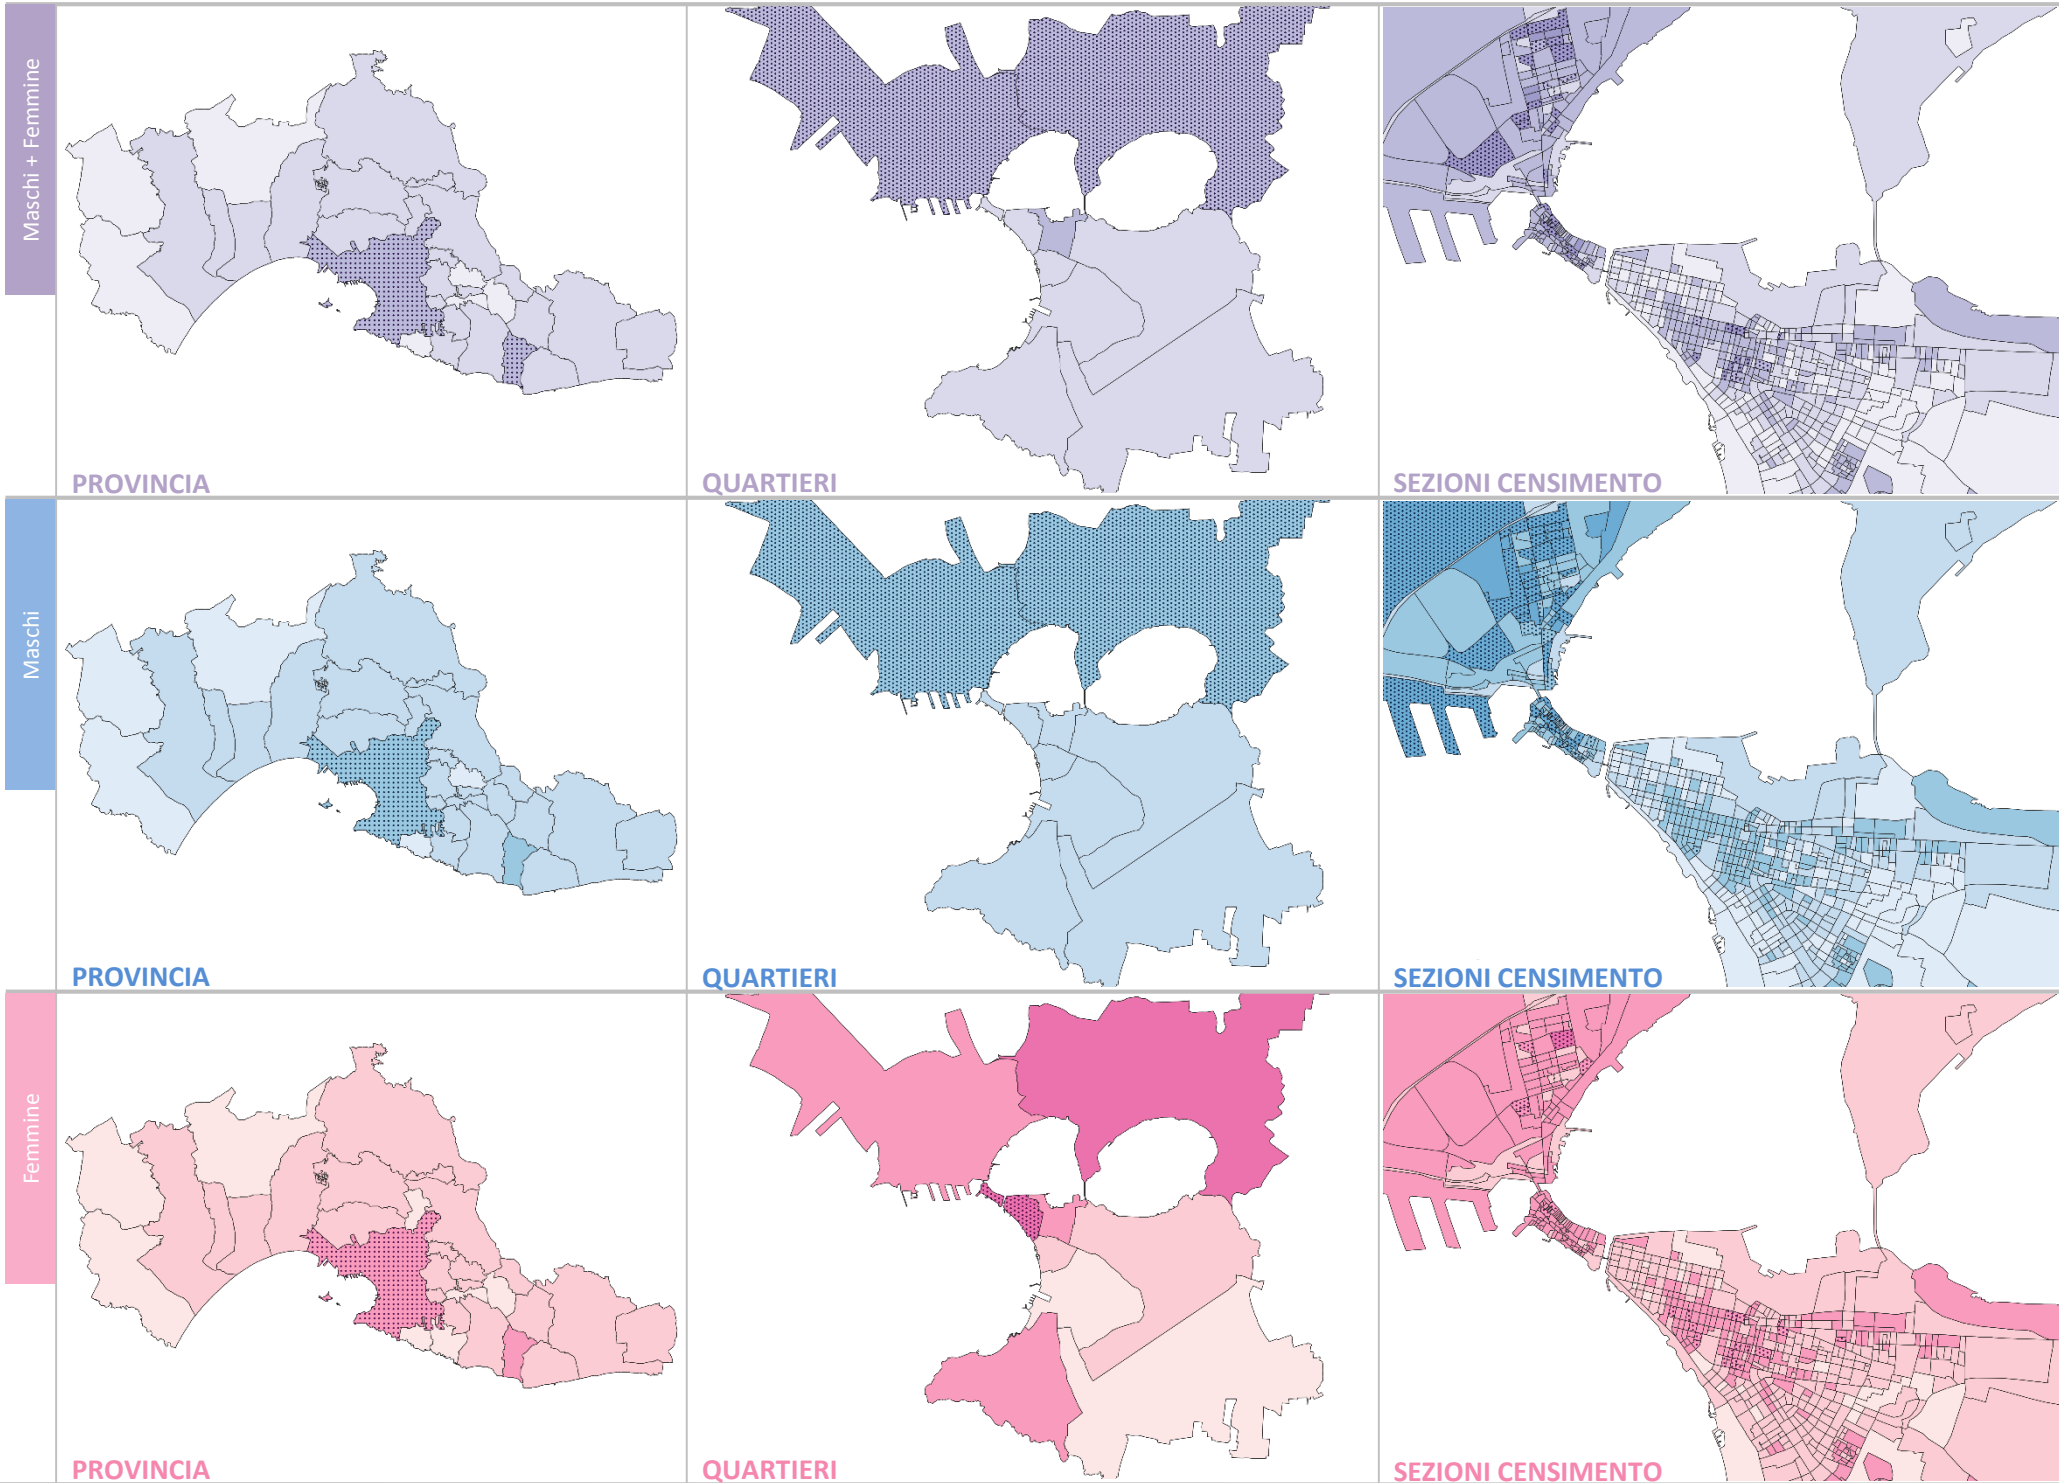 Maschi + Femmine
PROVINCIA
QUARTIERI
SEZIONI CENSIMENTO
Maschi
PROVINCIA
QUARTIERI
SEZIONI CENSIMENTO
Femmine
PROVINCIA
QUARTIERI
SEZIONI CENSIMENTO